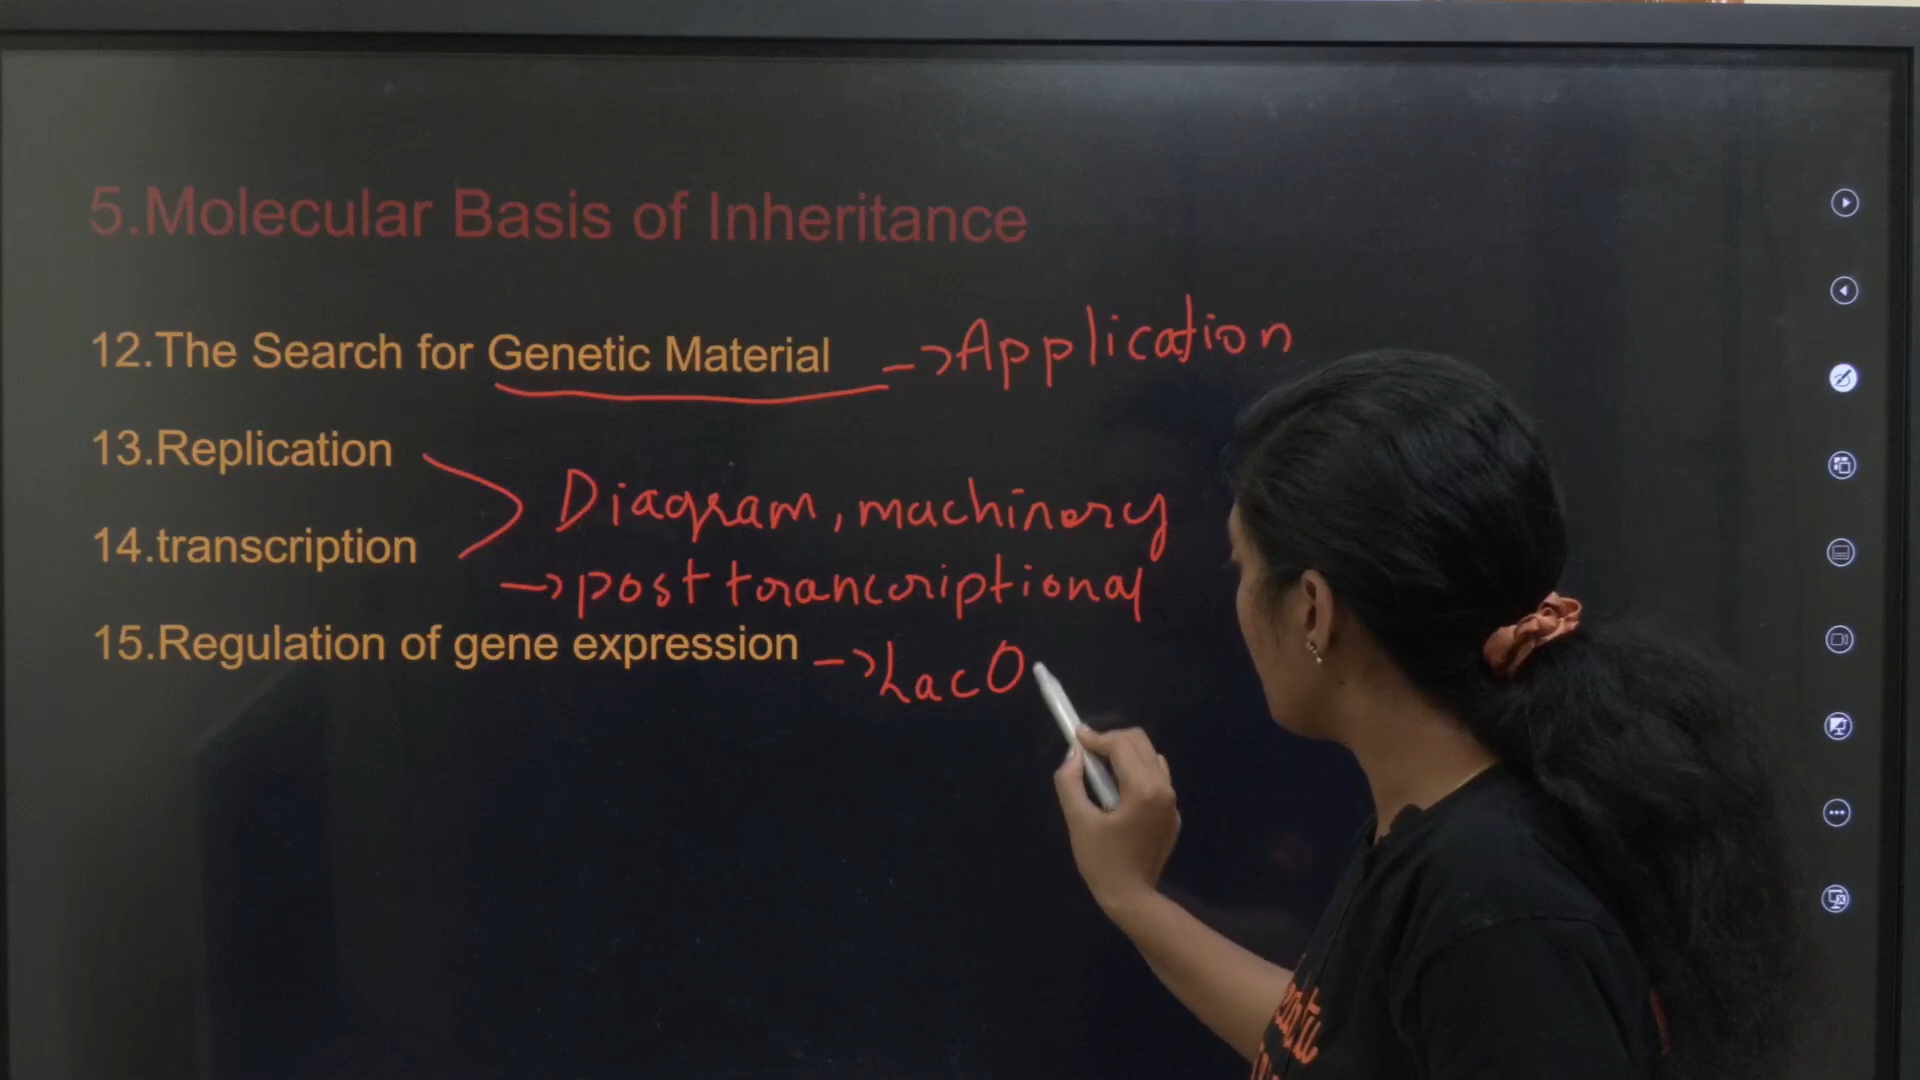 5.Molecular Basis of Inheritance
12.The Search for Genetic Material -> Application
13.Replication
Diagram, machinery
14.transcription
-> post trancriptional
15.Regulation of gene expression -> Lac O